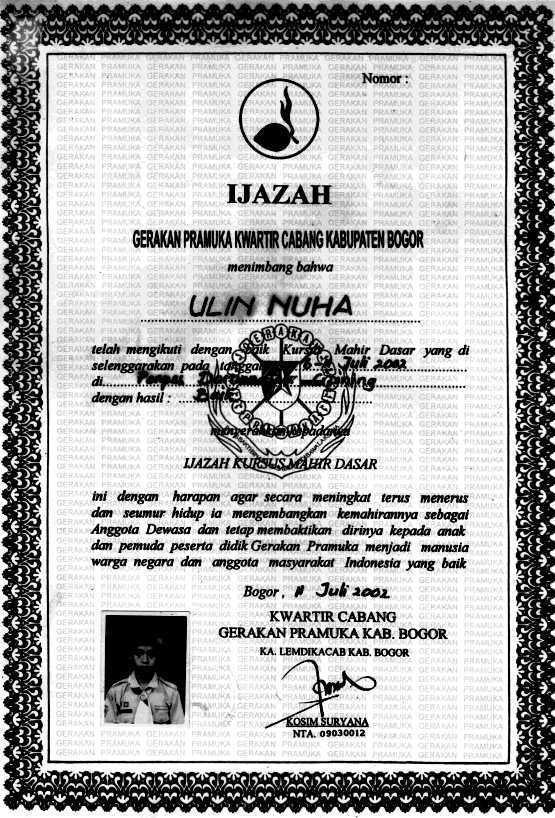 Nomor :
IJAZAH
GERAKAN PRAMUKA KWARTIR CABANG KABUPATEN BOGOR
menimbang bahwa
ULIN NUHA
telah mengikuti dengan baik Kursus Mahir Dasar yang di
selenggarakan pada tanggal Juli 2002
di
dengan hasil : Baik
menyerahkan kepadanya
IJAZAH KURSUS MAHIR DASAR
ini dengan harapan agar secara meningkat terus menerus
dan seumur hidup ia mengembangkan kemahirannya sebagai
Anggota Dewasa dan tetap membaktikan dirinya kepada anak
dan pemuda peserta didik Gerakan Pramuka menjadi manusia
warga negara dan anggota masyarakat Indonesia yang baik
Bogor , 11 Juli 2002
KWARTIR CABANG
GERAKAN PRAMUKA KAB. BOGOR
KA. LEMDIKACAB KAB. BOGOR
KOSIM SURYANA
NTA. 09030012